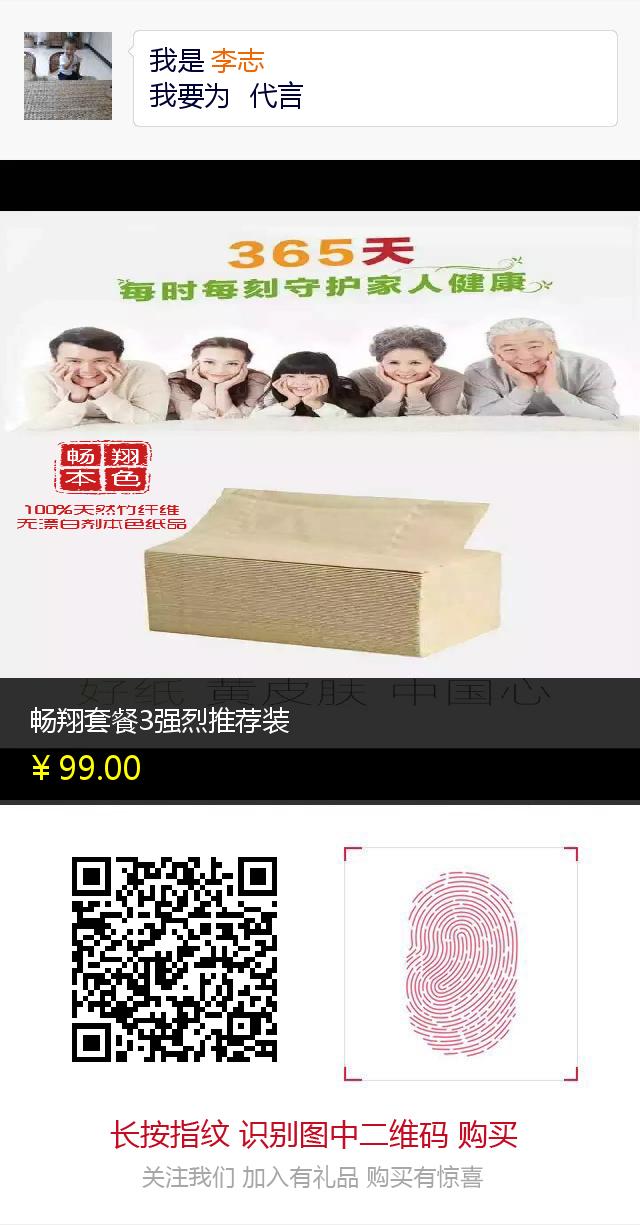 我是 李志
我要为 代言
365天
每时每刻守护家人健康
畅翔
本色
100%天然竹纤维
无漂白剂本色纸品
好纸 黄皮肤 中国心
畅翔套餐3强烈推荐装
¥ 99.00
长按指纹 识别图中二维码 购买
关注我们 加入有礼品 购买有惊喜